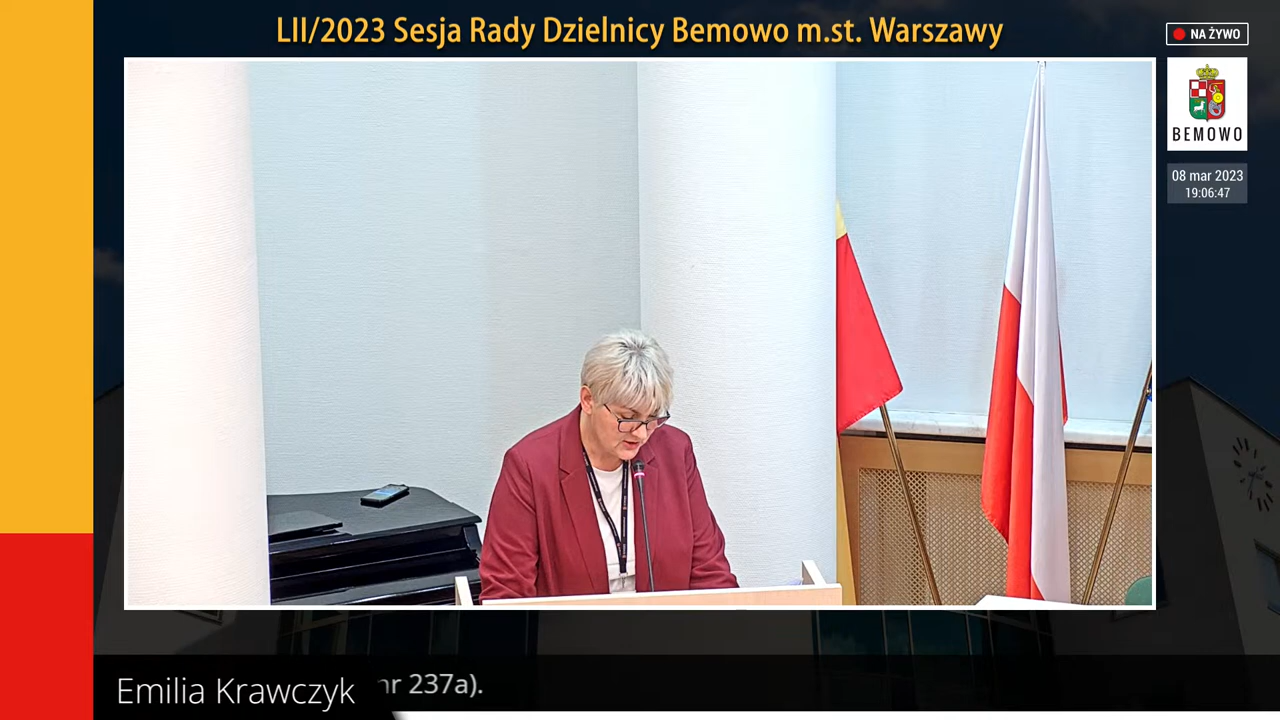 LII/2023 Sesja Rady Dzielnicy Bemowo m.st. Warszawy
NA ŻYWO
BEMOWO
08 mar 2023
19:06:47
Emilia Krawczyk
nr 237a).